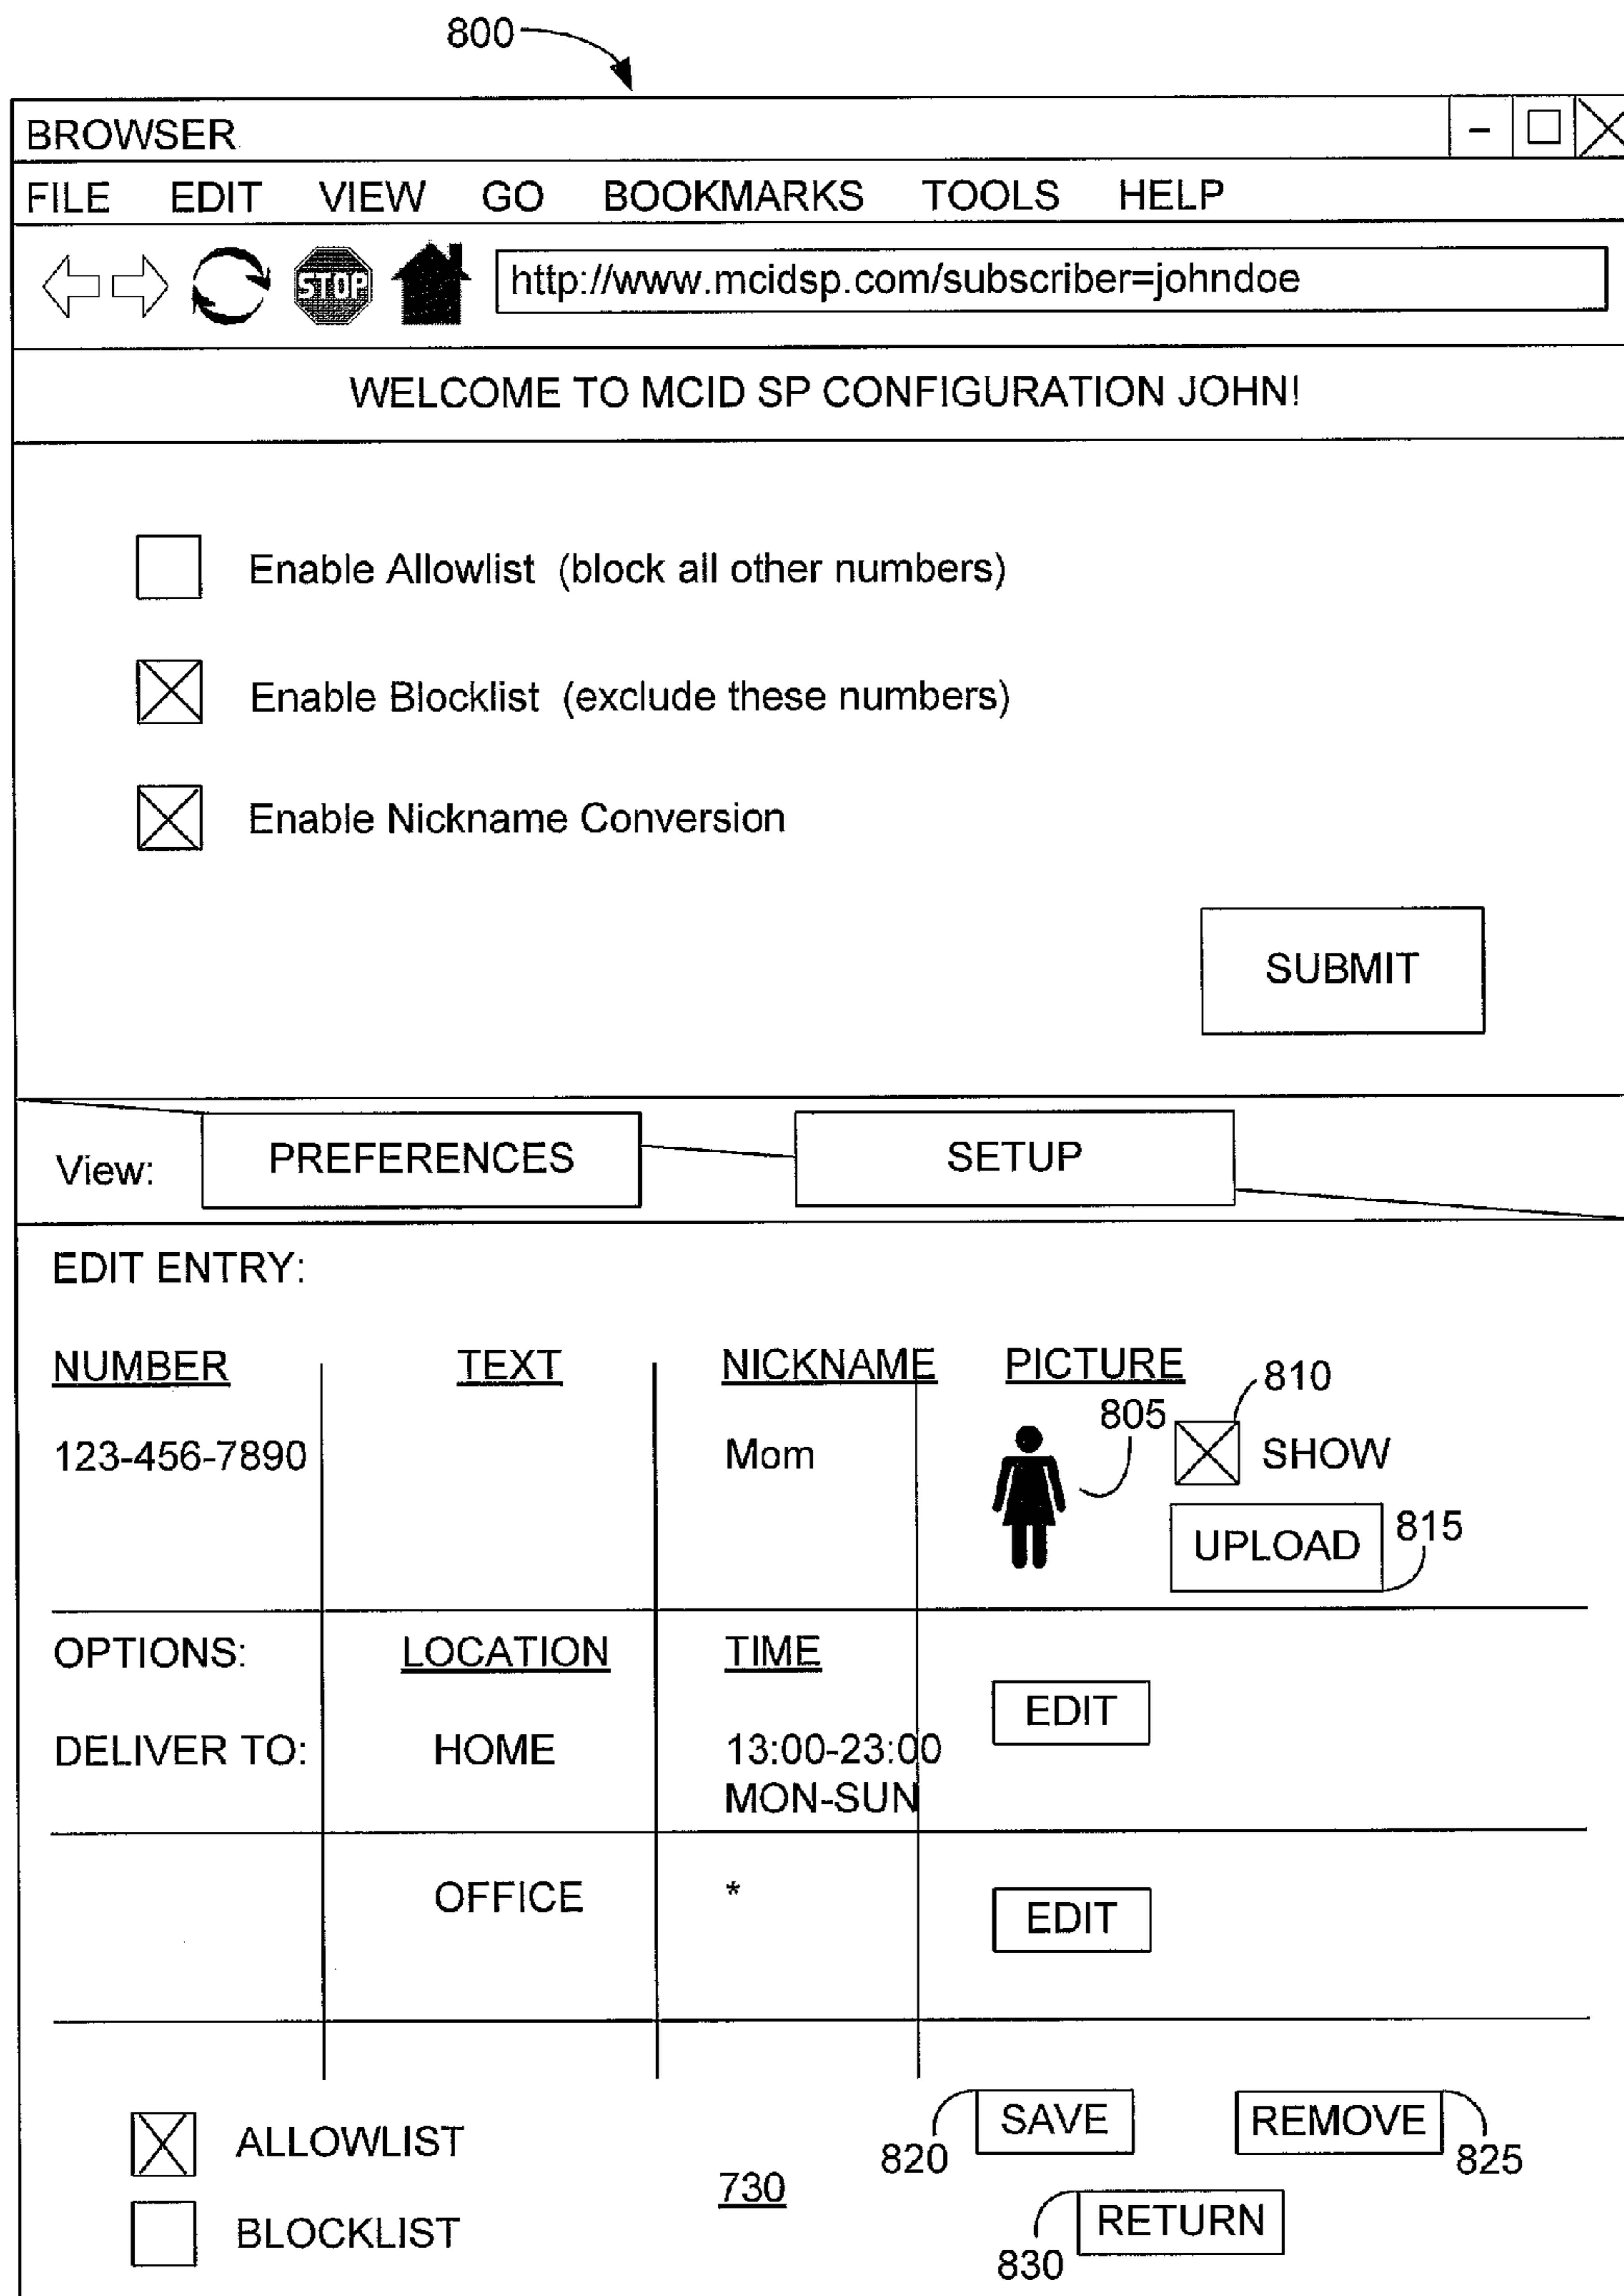 800
BROWSER
FILE EDIT VIEW GO BOOKMARKS TOOLS HELP
STOP http://www.mcidsp.com/subscriber=johndoe
WELCOME TO MCID SP CONFIGURATION JOHN!
Enable Allowlist (block all other numbers)
Enable Blocklist (exclude these numbers)
Enable Nickname Conversion
SUBMIT
View: PREFERENCES SETUP
EDIT ENTRY:
NUMBER TEXT NICKNAME PICTURE 810
805
123-456-7890 Mom SHOW
UPLOAD 815
OPTIONS: LOCATION TIME
EDIT
DELIVER TO: HOME 13:00-23:00
MON-SUN
OFFICE * EDIT
SAVE REMOVE
ALLOWLIST 820 825
730
BLOCKLIST RETURN
830